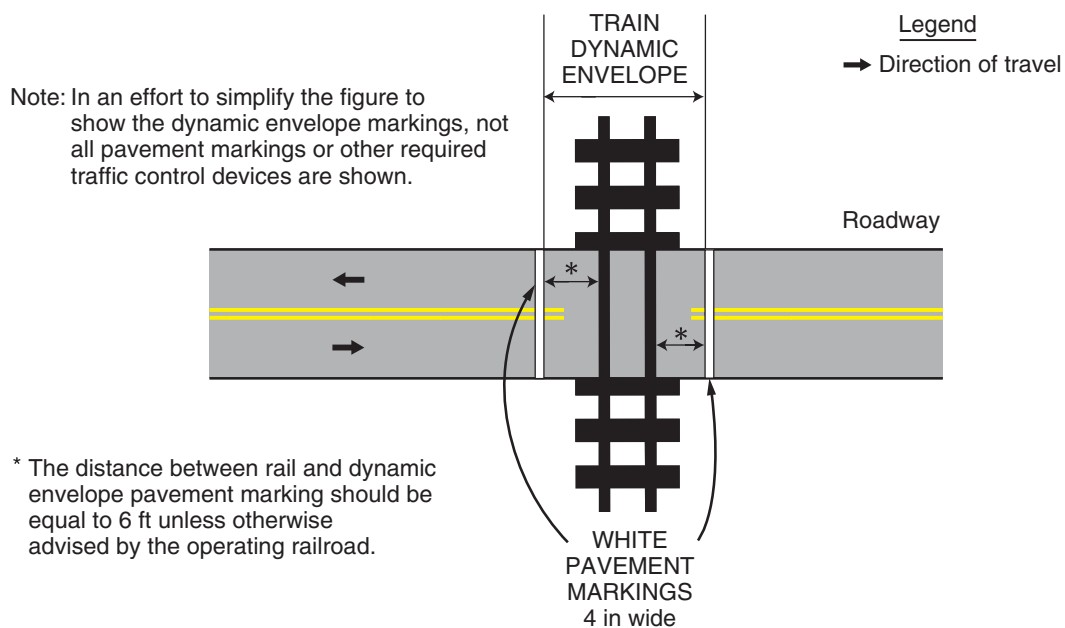 TRAIN
DYNAMIC
ENVELOPE
Legend
Direction of travel
Note: In an effort to simplify the figure to
show the dynamic envelope markings, not
all pavement markings or other required
traffic control devices are shown.
Roadway
*
*
* The distance between rail and dynamic
envelope pavement marking should be
equal to 6 ft unless otherwise
advised by the operating railroad.
WHITE
PAVEMENT
MARKINGS
4 in wide